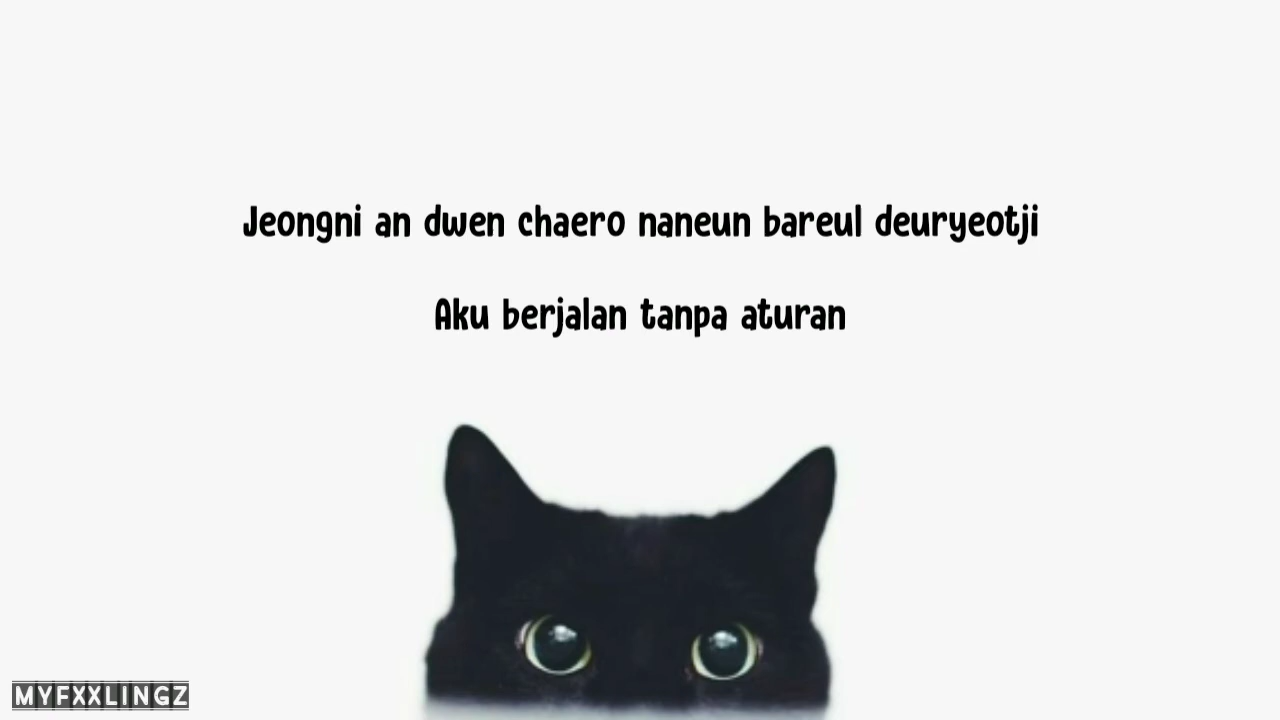 Jeongni an dwen chaero naneun bareul deuryeotji
Aku berjalan tanpa aturan
MYFXXLINGZ